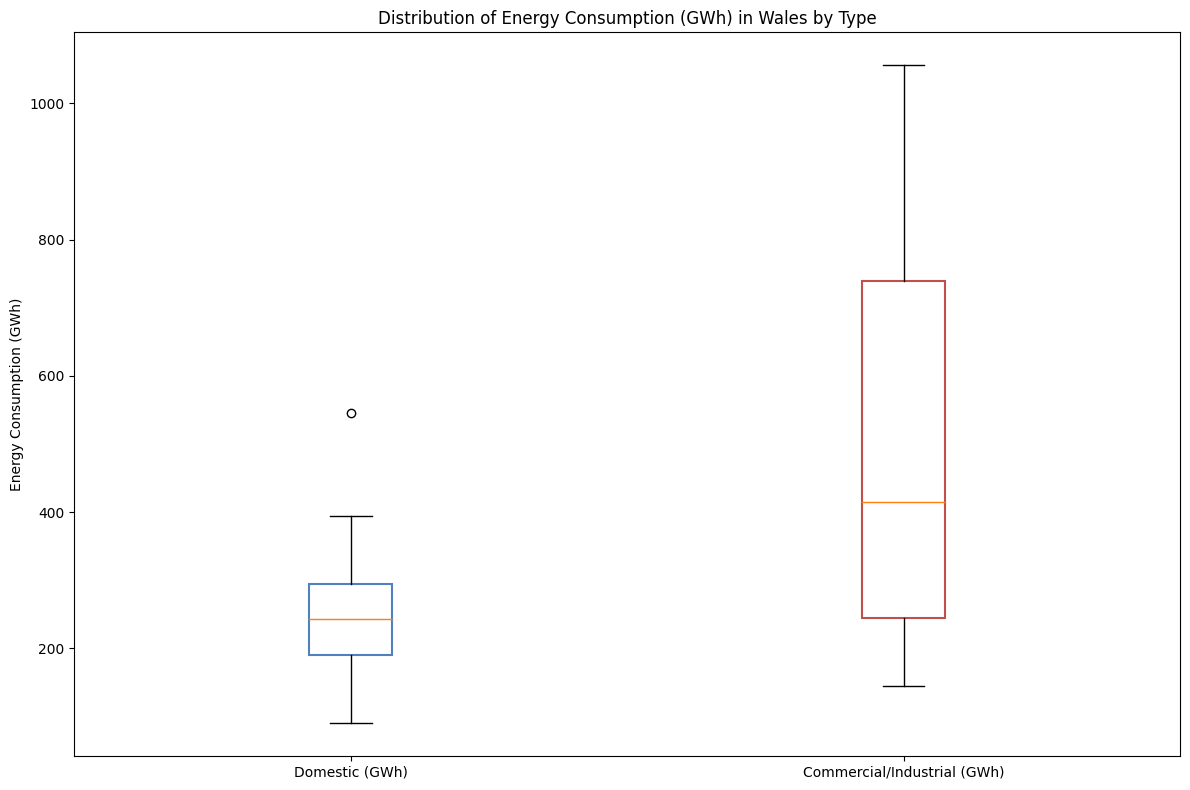 Distribution of Energy Consumption (GWh) in Wales by Type
Energy Consumption (GWh)
1000
800
600
400
200
Domestic (GWh)
Commercial/Industrial (GWh)